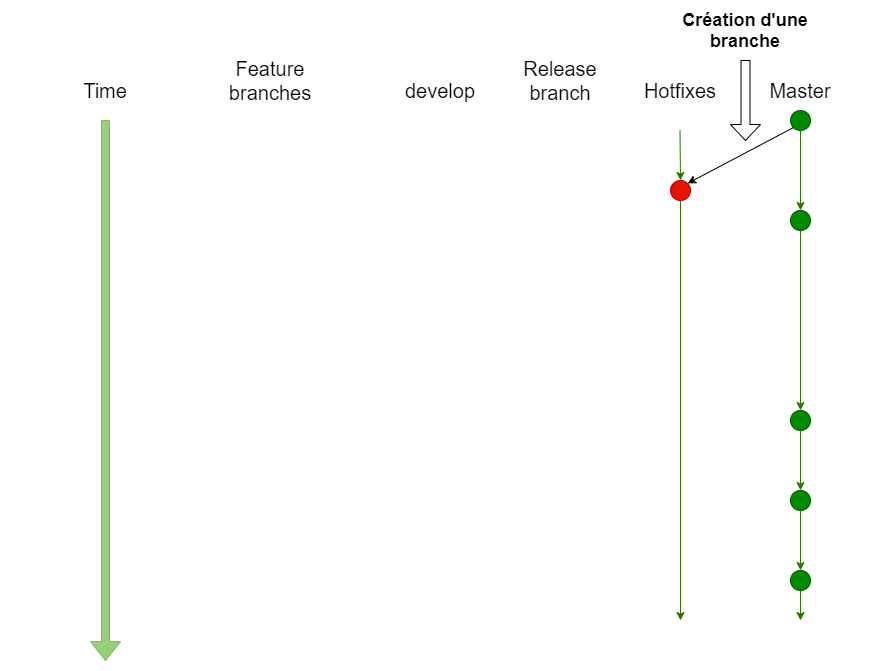 Création d'une
branche
Time
Feature
branches
develop
Release
branch
Hotfixes
Master